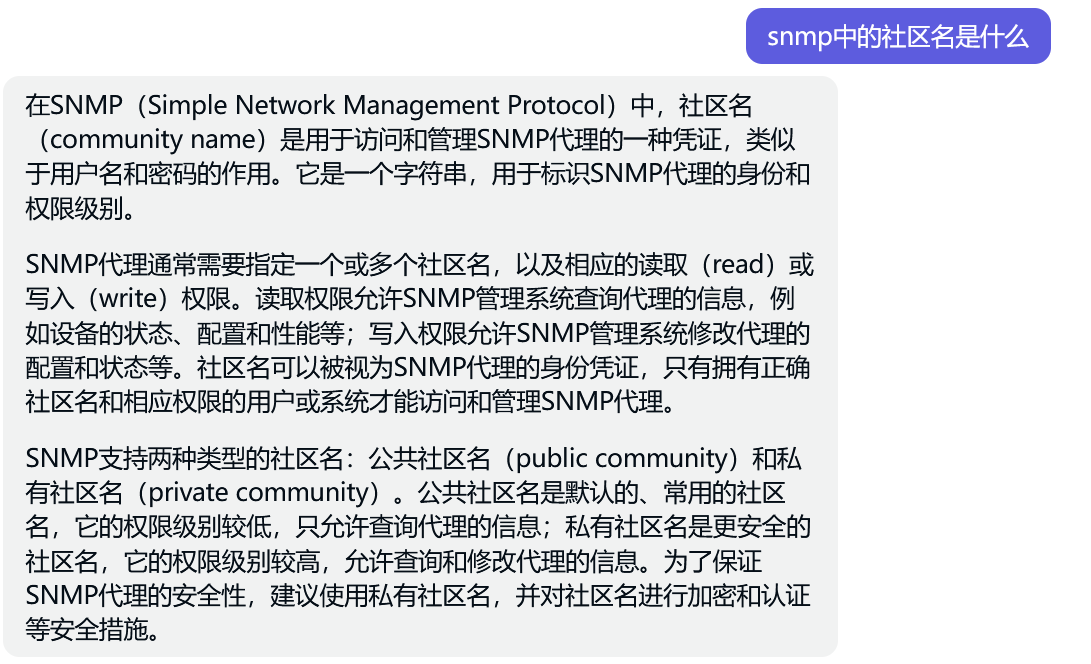 snmp中的社区名是什么
在SNMP（Simple Network Management Protocol）中，社区名
（community name）是用于访问和管理SNMP代理的一种凭证，类似
于用户名和密码的作用。它是一个字符串，用于标识SNMP代理的身份和
权限级别。
SNMP代理通常需要指定一个或多个社区名，以及相应的读取（read）或
写入（write）权限。读取权限允许SNMP管理系统查询代理的信息，例
如设备的状态、配置和性能等；写入权限允许SNMP管理系统修改代理的
配置和状态等。社区名可以被视为SNMP代理的身份凭证，只有拥有正确
社区名和相应权限的用户或系统才能访问和管理SNMP代理。
SNMP支持两种类型的社区名：公共社区名（public community）和私
有社区名（private community）。公共社区名是默认的、常用的社区
名，它的权限级别较低，只允许查询代理的信息；私有社区名是更安全的
社区名，它的权限级别较高，允许查询和修改代理的信息。为了保证
SNMP代理的安全性，建议使用私有社区名，并对社区名进行加密和认证
等安全措施。